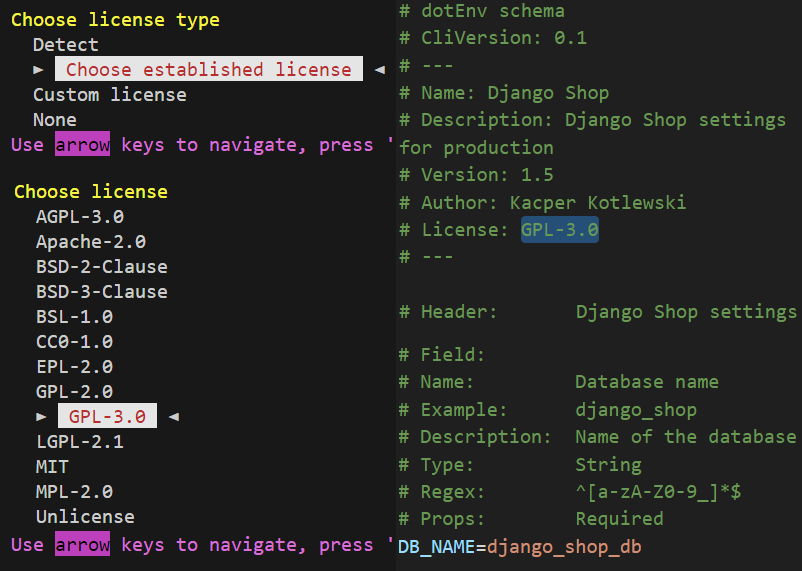 Choose license type
Detect
► Choose established license ◄
Custom license
None
Use arrow keys to navigate, press '
Choose license
AGPL-3.0
Apache-2.0
BSD-2-Clause
BSD-3-Clause
BSL-1.0
CC0-1.0
EPL-2.0
GPL-2.0
► GPL-3.0 ◄
LGPL-2.1
MIT
MPL-2.0
Unlicense
Use arrow keys to navigate, press '
# dotEnv schema
# CliVersion: 0.1
# ---
# Name: Django Shop
# Description: Django Shop settings
for production
# Version: 1.5
# Author: Kacper Kotlewski
# License: GPL-3.0
# ---
# Header: Django Shop settings
# Field:
# Name: Database name
# Example: django_shop
# Description: Name of the database
# Type: String
# Regex: ^[a-zA-Z0-9_]*$
# Props: Required
DB_NAME=django_shop_db